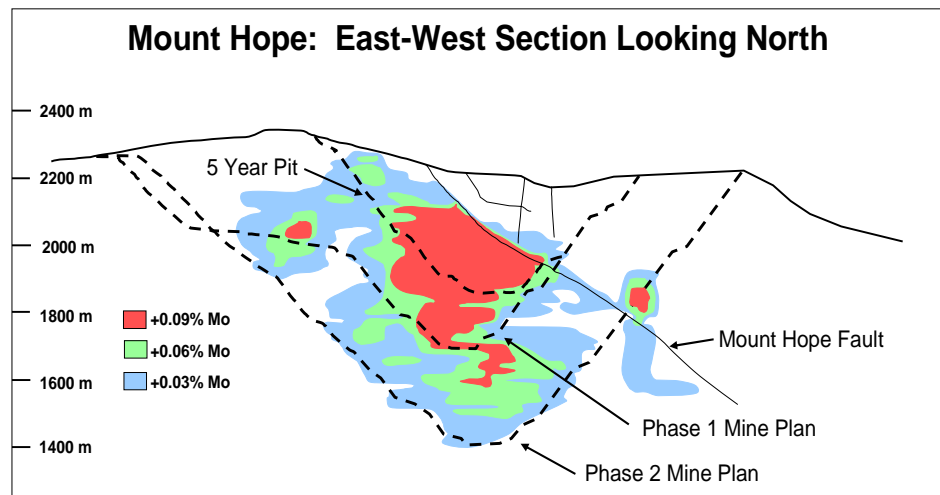 Mount Hope: East-West Section Looking North
2400 m
2200 m
2000 m
1800 m
1600 m
1400 m
5 Year Pit
+0.09% Mo
+0.06% Mo
+0.03% Mo
Mount Hope Fault
Phase 1 Mine Plan
Phase 2 Mine Plan